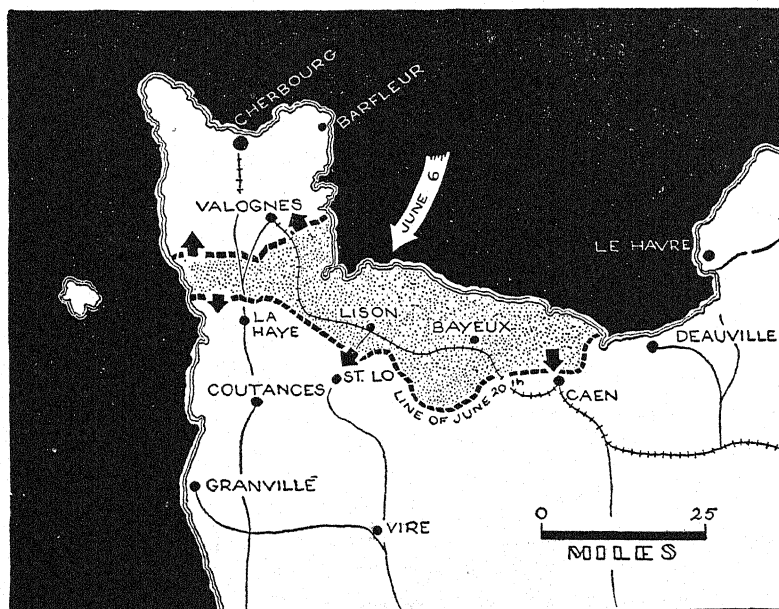 CHERBOURG
BARFLEUR
JUNE 6
VALOGNES
LE HAVRE
LISON
LA
HAYE
BAYEUX
DEAUVILLE
ST. LO
COUTANCES
LINE OF JUNE 20th
CAEN
GRANVILLE
0 25
VIRE
MILES